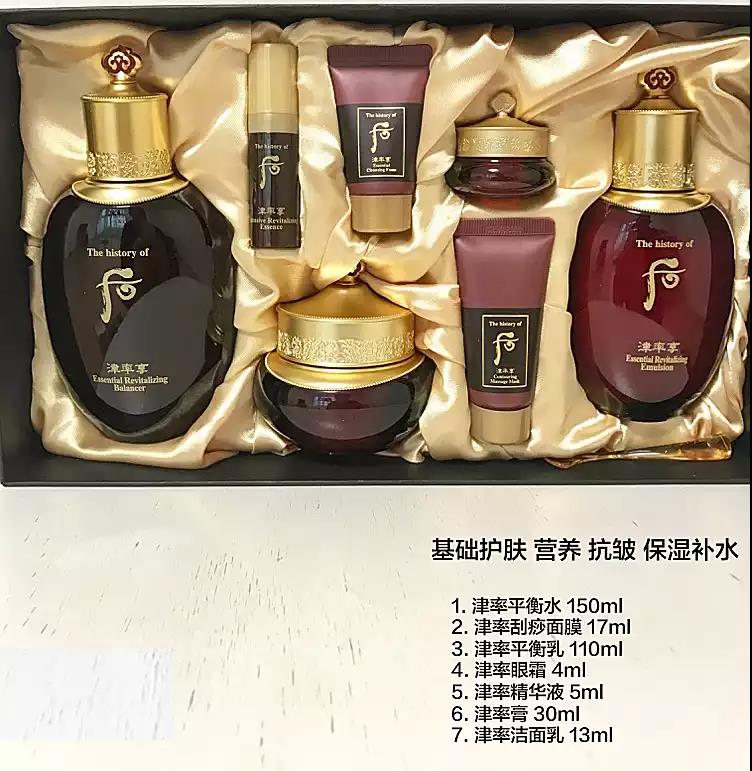 The history of
后
津率享
Essential Revitalizing
Balancer
The history of
后
津率享
ensive Revitalizing
Essence
The history of
后
津率享
Essential
Cleansing Foam
The history of
后
津率享
Contouring
Massage Mask
The history of
后
津率享
Essential Revitalizing
Emulsion
基础护肤 营养 抗皱 保湿补水
1. 津率平衡水 150ml
2. 津率刮痧面膜 17ml
3. 津率平衡乳 110ml
4. 津率眼霜 4ml
5. 津率精华液 5ml
6. 津率膏 30ml
7. 津率洁面乳 13ml